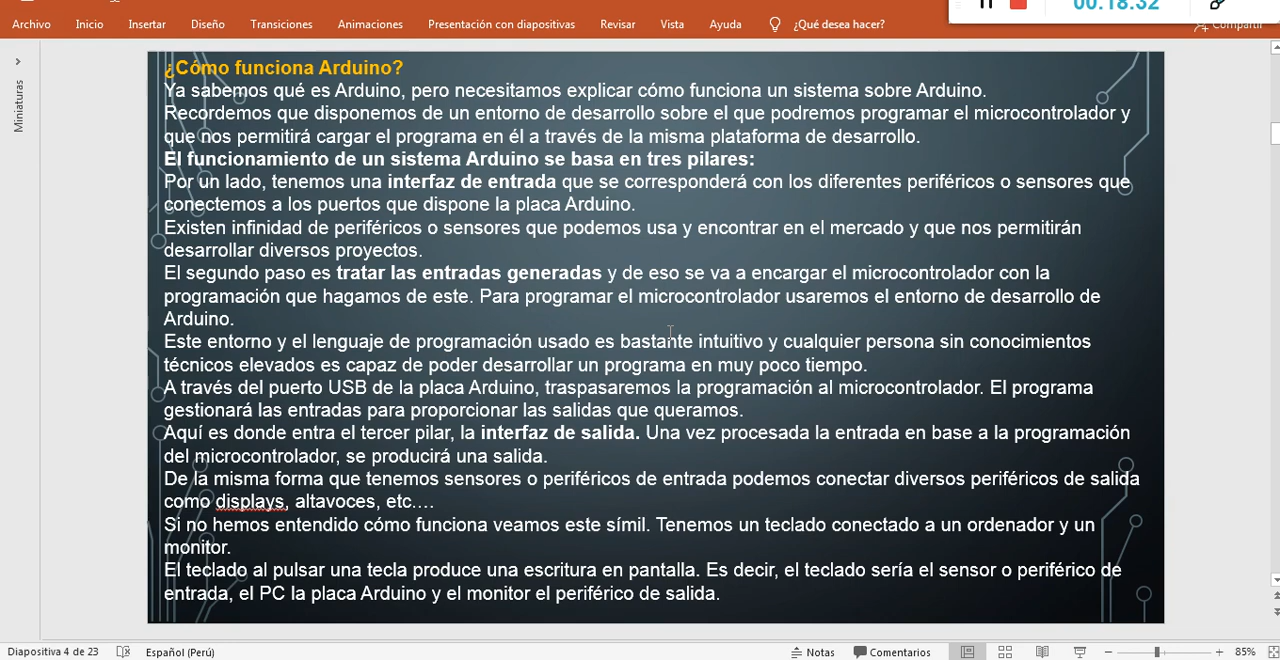 00:18:32
Archivo Inicio Insertar Diseño Transiciones Animaciones Presentación con diapositivas Revisar Vista Ayuda ¿Qué desea hacer? Compartir
Miniaturas
¿Cómo funciona Arduino?
Ya sabemos qué es Arduino, pero necesitamos explicar cómo funciona un sistema sobre Arduino.
Recordemos que disponemos de un entorno de desarrollo sobre el que podremos programar el microcontrolador y
que nos permitirá cargar el programa en él a través de la misma plataforma de desarrollo.
El funcionamiento de un sistema Arduino se basa en tres pilares:
Por un lado, tenemos una interfaz de entrada que se corresponderá con los diferentes periféricos o sensores que
conectemos a los puertos que dispone la placa Arduino.
Existen infinidad de periféricos o sensores que podemos usa y encontrar en el mercado y que nos permitirán
desarrollar diversos proyectos.
El segundo paso es tratar las entradas generadas y de eso se va a encargar el microcontrolador con la
programación que hagamos de este. Para programar el microcontrolador usaremos el entorno de desarrollo de
Arduino.
Este entorno y el lenguaje de programación usado es bastante intuitivo y cualquier persona sin conocimientos
técnicos elevados es capaz de poder desarrollar un programa en muy poco tiempo.
A través del puerto USB de la placa Arduino, traspasaremos la programación al microcontrolador. El programa
gestionará las entradas para proporcionar las salidas que queramos.
Aquí es donde entra el tercer pilar, la interfaz de salida. Una vez procesada la entrada en base a la programación
del microcontrolador, se producirá una salida.
De la misma forma que tenemos sensores o periféricos de entrada podemos conectar diversos periféricos de salida
como displays, altavoces, etc....
Si no hemos entendido cómo funciona veamos este símil. Tenemos un teclado conectado a un ordenador y un
monitor.
El teclado al pulsar una tecla produce una escritura en pantalla. Es decir, el teclado sería el sensor o periférico de
entrada, el PC la placa Arduino y el monitor el periférico de salida.
Diapositiva 4 de 23 Español (Perú) Notas Comentarios 85%